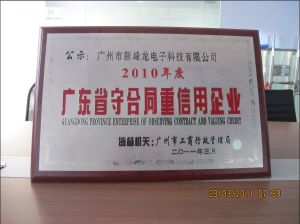 公示：广州市新峰龙电子科技有限公司
2010年度
广东省守合同重信用企业
GUANGDONG PROVINCE ENTERPRISE OF OBSERVING CONTRACT AND VALUING CREDIT
监督机关：广州市工商行政管理局
二〇一一年三月
23/03/2011 07:30